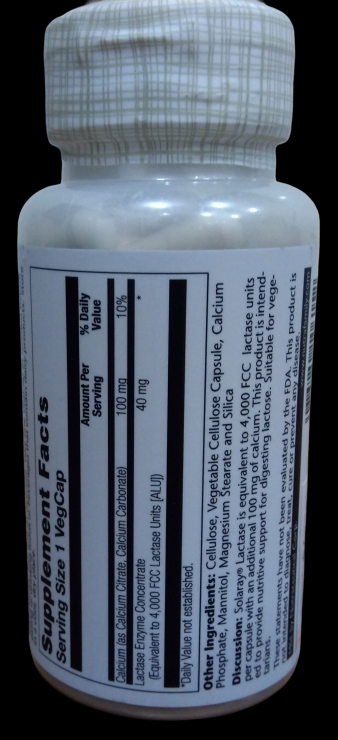 Supplement Facts
Serving Size 1 VegCap
Amount Per Serving
% Daily Value
Calcium (as Calcium Citrate, Calcium Carbonate) 100 mg 10%
Lactase Enzyme Concentrate 40 mg *
(Equivalent to 4,000 FCC Lactase Units [ALU])
*Daily Value not established.
Other Ingredients: Cellulose, Vegetable Cellulose Capsule, Calcium
Phosphate, Mannitol, Magnesium Stearate and Silica
Discussion: Solaray® Lactase is equivalent to 4,000 FCC lactase units
per capsule with an additional 100 mg of calcium. This product is intend-
ed to provide nutritive support for digesting lactose. Suitable for vege-
tarians.
These statements have not been evaluated by the FDA. This product is
not intended to diagnose, treat, cure or prevent any disease.